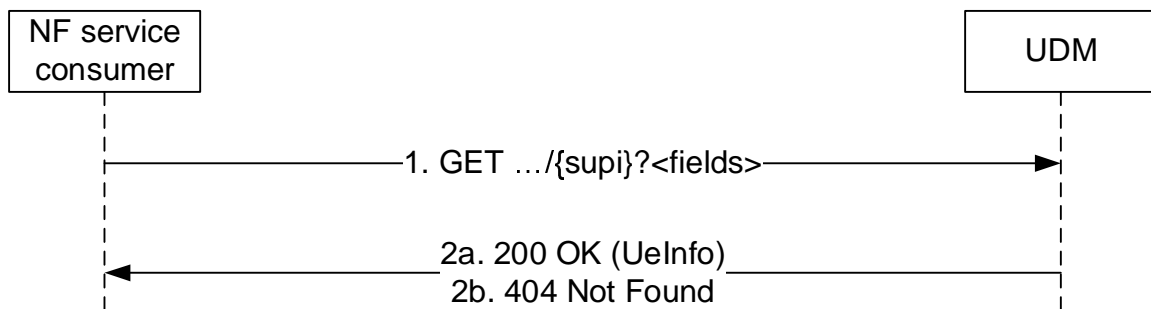 NF service
consumer
UDM
1. GET …/{supi}?<fields>
2a. 200 OK (UeInfo)
2b. 404 Not Found